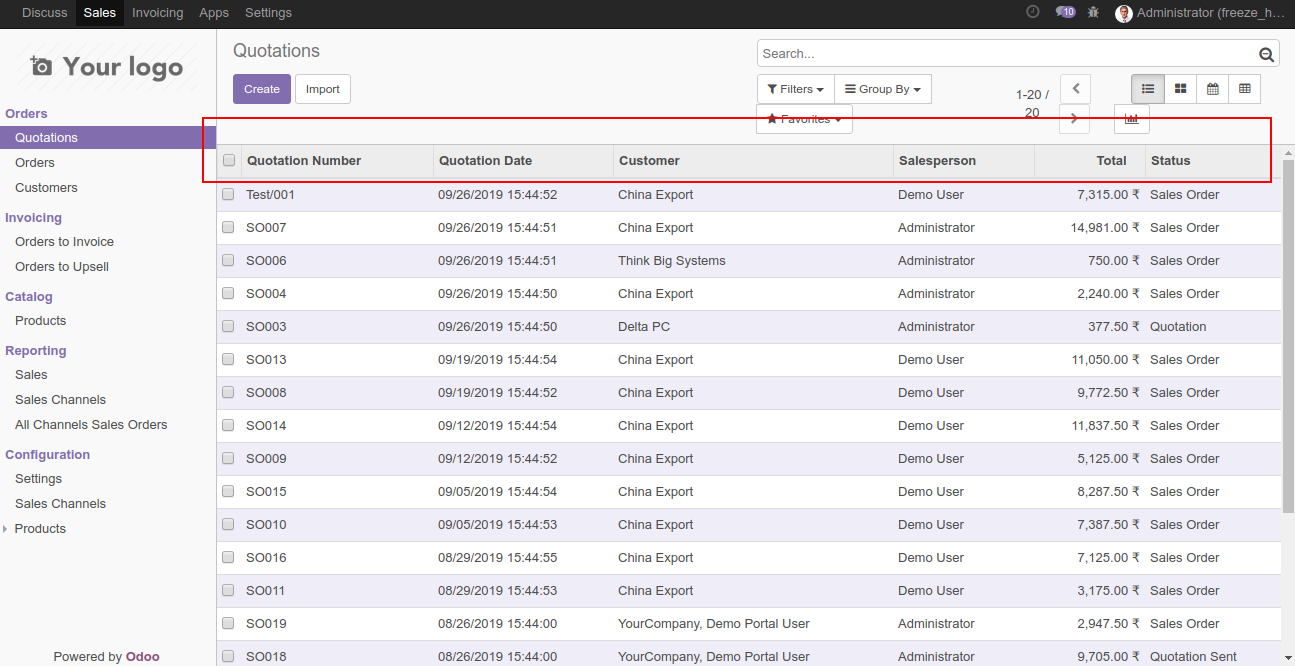 Discuss Sales Invoicing Apps Settings 10 Administrator (freeze_h...
Your logo
Orders
Quotations
Orders
Customers
Invoicing
Orders to Invoice
Orders to Upsell
Catalog
Products
Reporting
Sales
Sales Channels
All Channels Sales Orders
Configuration
Settings
Sales Channels
Products
Powered by Odoo
Quotations
Search...
Create Import
Filters Group By
Favorites
1-20 /
20
Quotation Number Quotation Date Customer Salesperson Total Status
Test/001 09/26/2019 15:44:52 China Export Demo User 7,315.00 ₹ Sales Order
SO007 09/26/2019 15:44:51 China Export Administrator 14,981.00 ₹ Sales Order
SO006 09/26/2019 15:44:51 Think Big Systems Administrator 750.00 ₹ Sales Order
SO004 09/26/2019 15:44:50 China Export Administrator 2,240.00 ₹ Sales Order
SO003 09/26/2019 15:44:50 Delta PC Administrator 377.50 ₹ Quotation
SO013 09/19/2019 15:44:54 China Export Demo User 11,050.00 ₹ Sales Order
SO008 09/19/2019 15:44:52 China Export Demo User 9,772.50 ₹ Sales Order
SO014 09/12/2019 15:44:54 China Export Demo User 11,837.50 ₹ Sales Order
SO009 09/12/2019 15:44:52 China Export Demo User 5,125.00 ₹ Sales Order
SO015 09/05/2019 15:44:54 China Export Demo User 8,287.50 ₹ Sales Order
SO010 09/05/2019 15:44:53 China Export Demo User 7,387.50 ₹ Sales Order
SO016 08/29/2019 15:44:55 China Export Demo User 7,125.00 ₹ Sales Order
SO011 08/29/2019 15:44:53 China Export Demo User 3,175.00 ₹ Sales Order
SO019 08/26/2019 15:44:00 YourCompany, Demo Portal User Administrator 2,947.50 ₹ Sales Order
SO018 08/26/2019 15:44:00 YourCompany, Demo Portal User Administrator 9,705.00 ₹ Quotation Sent